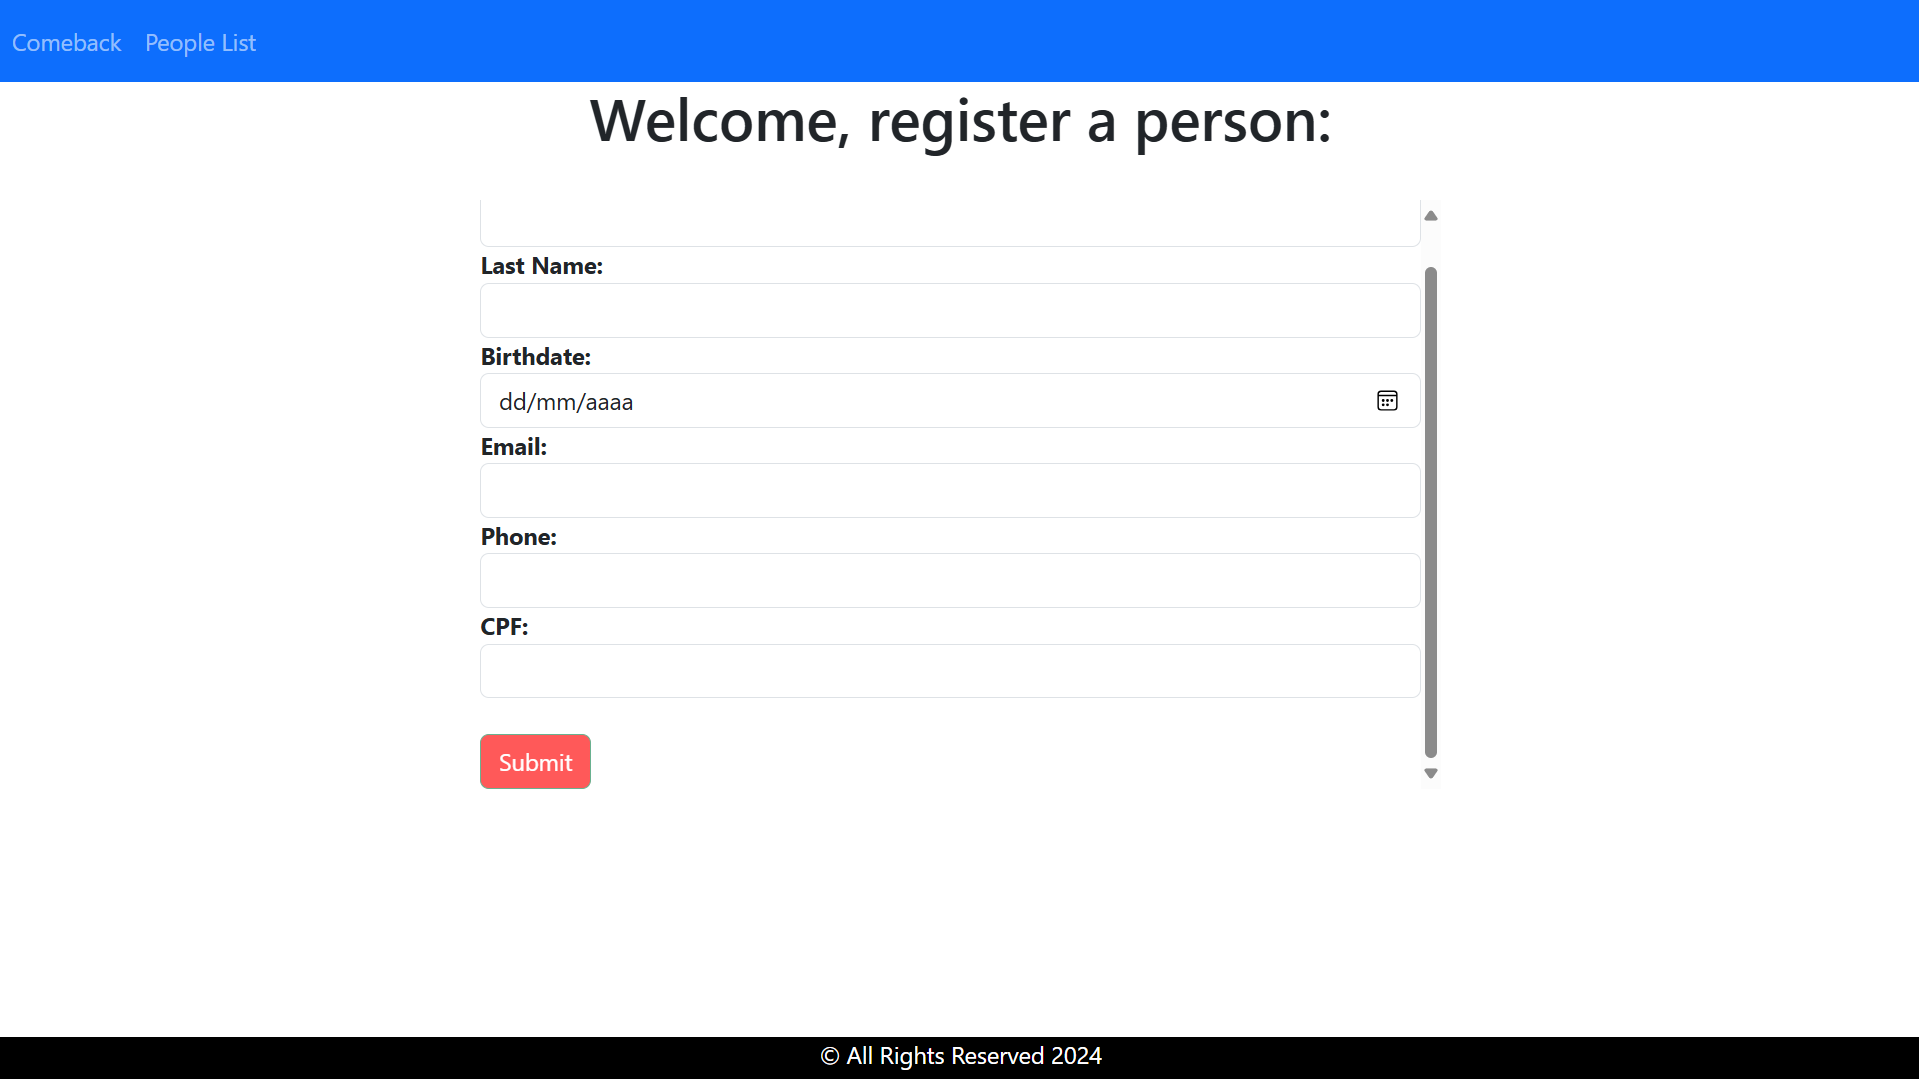 Comeback People List
Welcome, register a person:
Last Name:
Birthdate:
dd/mm/aaaa
Email:
Phone:
CPF:
Submit
© All Rights Reserved 2024